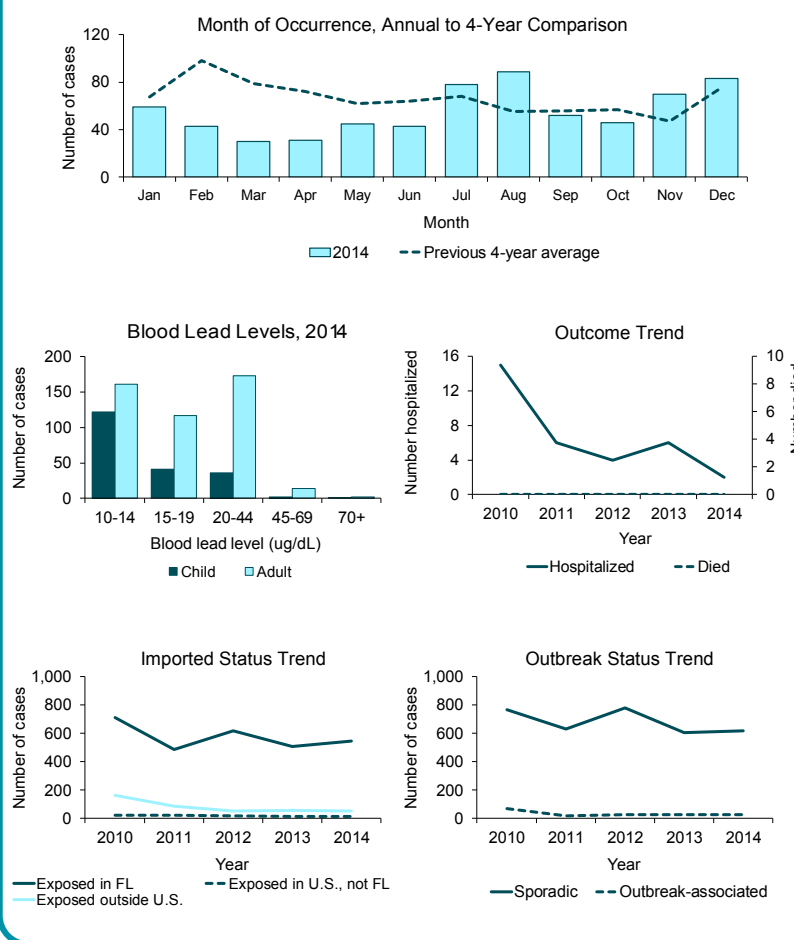 Month of Occurrence, Annual to 4-Year Comparison
Number of cases
120
80
40
0
Jan Feb Mar Apr May Jun Jul Aug Sep Oct Nov Dec
Month
2014 Previous 4-year average
Blood Lead Levels, 2014
Number of cases
200
150
100
50
0
10-14 15-19 20-44 45-69 70+
Blood lead level (ug/dL)
Child Adult
Outcome Trend
Number hospitalized
16
12
8
4
0
10
8
6
4
2
0
Number died
2010 2011 2012 2013 2014
Year
Hospitalized Died
Imported Status Trend
Number of cases
1,000
800
600
400
200
0
2010 2011 2012 2013 2014
Year
Exposed in FL Exposed in U.S., not FL
Exposed outside U.S.
Outbreak Status Trend
Number of cases
1,000
800
600
400
200
0
2010 2011 2012 2013 2014
Year
Sporadic Outbreak-associated